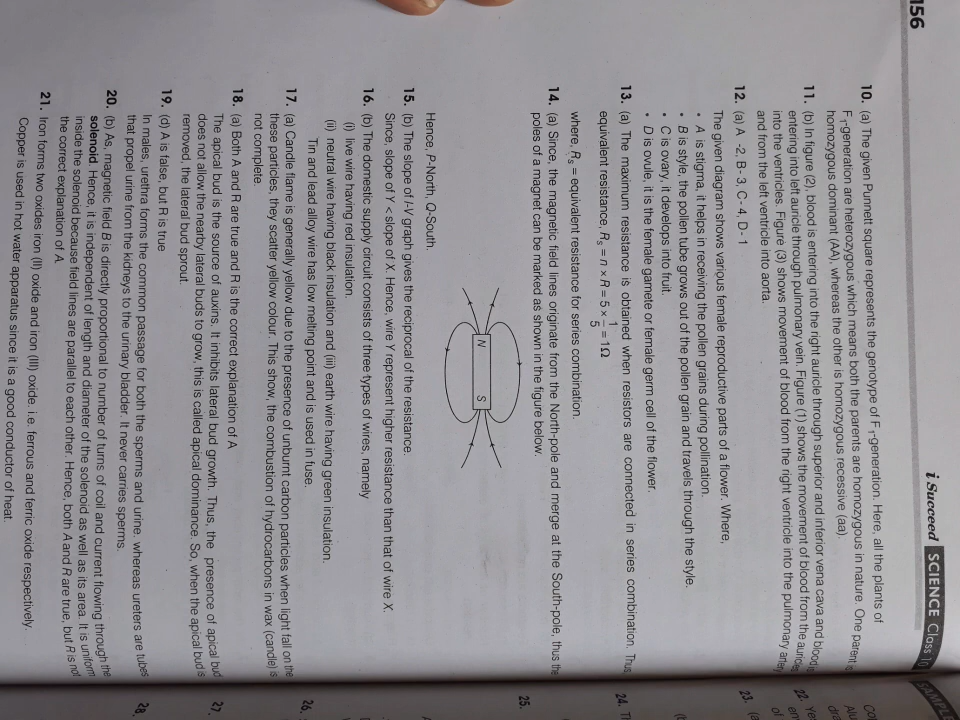 156
i Succeed SCIENCE Class 10
10. (a) The given Punnett square represents the genotype of F₁-generation. Here, all the plants of
F₁-generation are heterozygous which means both the parents are homozygous in nature. One parent is
homozygous dominant (AA), whereas the other is homozygous recessive (aa).
11. (b) In figure (2), blood is entering into the right auricle through superior and inferior vena cava and blood is
entering into left auricle through pulmonary vein. Figure (1) shows the movement of blood from the auricles
into the ventricles. Figure (3) shows movement of blood from the right ventricle into the pulmonary artery
and from the left ventricle into aorta.
12. (a) A -2, B- 3, C - 4, D - 1
The given diagram shows various female reproductive parts of a flower. Where,
• A is stigma, it helps in receiving the pollen grains during pollination.
• B is style, the pollen tube grows out of the pollen grain and travels through the style.
• C is ovary, it develops into fruit.
• D is ovule, it is the female gamete or female germ cell of the flower.
13. (a) The maximum resistance is obtained when resistors are connected in series combination. Thus
equivalent resistance, Rs = n × R = 5 × 1/5 = 1Ω
where, Rs = equivalent resistance for series combination.
14. (a) Since, the magnetic field lines originate from the North-pole and merge at the South-pole, thus the
poles of a magnet can be marked as shown in the figure below.
N S
Hence, P-North, Q-South.
15. (b) The slope of I-V graph gives the reciprocal of the resistance.
Since, slope of Y < slope of X. Hence, wire Y represent higher resistance than that of wire X.
16. (b) The domestic supply circuit consists of three types of wires, namely
(i) live wire having red insulation.
(ii) neutral wire having black insulation and (iii) earth wire having green insulation.
Tin and lead alloy wire has low melting point and is used in fuse.
17. (a) Candle flame is generally yellow due to the presence of unburnt carbon particles when light fall on the
these particles, they scatter yellow colour. This show, the combustion of hydrocarbons in wax (candle) is
not complete.
18. (a) Both A and R are true and R is the correct explanation of A
The apical bud is the source of auxins. It inhibits lateral bud growth. Thus, the presence of apical bud
does not allow the nearby lateral buds to grow, this is called apical dominance. So, when the apical bud is
removed, the lateral bud sprout.
19. (d) A is false, but R is true
In males, urethra forms the common passage for both the sperms and urine. whereas ureters are tubes
that propel urine from the kidneys to the urinary bladder. It never carries sperms.
20. (b) As, magnetic field B is directly proportional to number of turns of coil and current flowing through the
solenoid. Hence, it is independent of length and diameter of the solenoid as well as its area. It is uniform
inside the solenoid because field lines are parallel to each other. Hence, both A and R are true, but R is not
the correct explanation of A.
21. Iron forms two oxides iron (II) oxide and iron (III) oxide. i.e. ferrous and ferric oxide respectively.
Copper is used in hot water apparatus since it is a good conductor of heat.
SAMPLE
22. Ye
23. (a
24. Tl
25.
26.
27.
28.